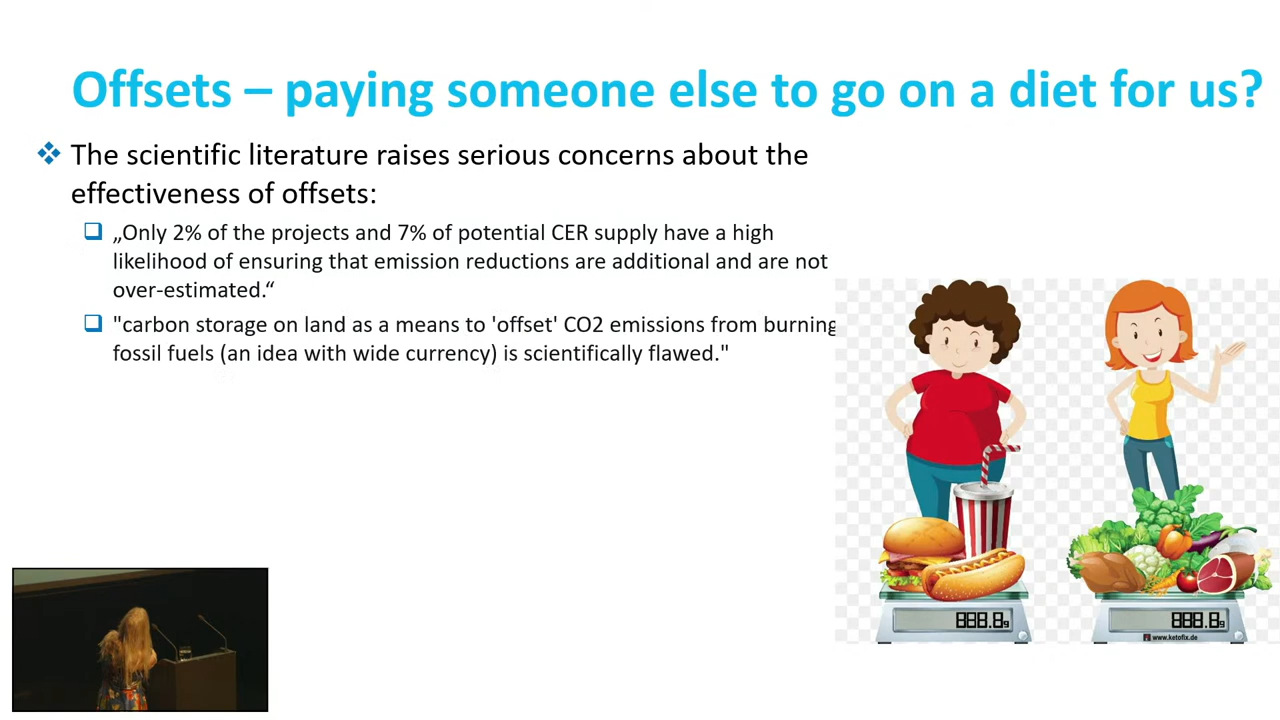 Offsets – paying someone else to go on a diet for us?
The scientific literature raises serious concerns about the
effectiveness of offsets:
„Only 2% of the projects and 7% of potential CER supply have a high
likelihood of ensuring that emission reductions are additional and are not
over-estimated.“
"carbon storage on land as a means to 'offset' CO2 emissions from burning
fossil fuels (an idea with wide currency) is scientifically flawed."
888.8g
888.8g
www.ketofix.de